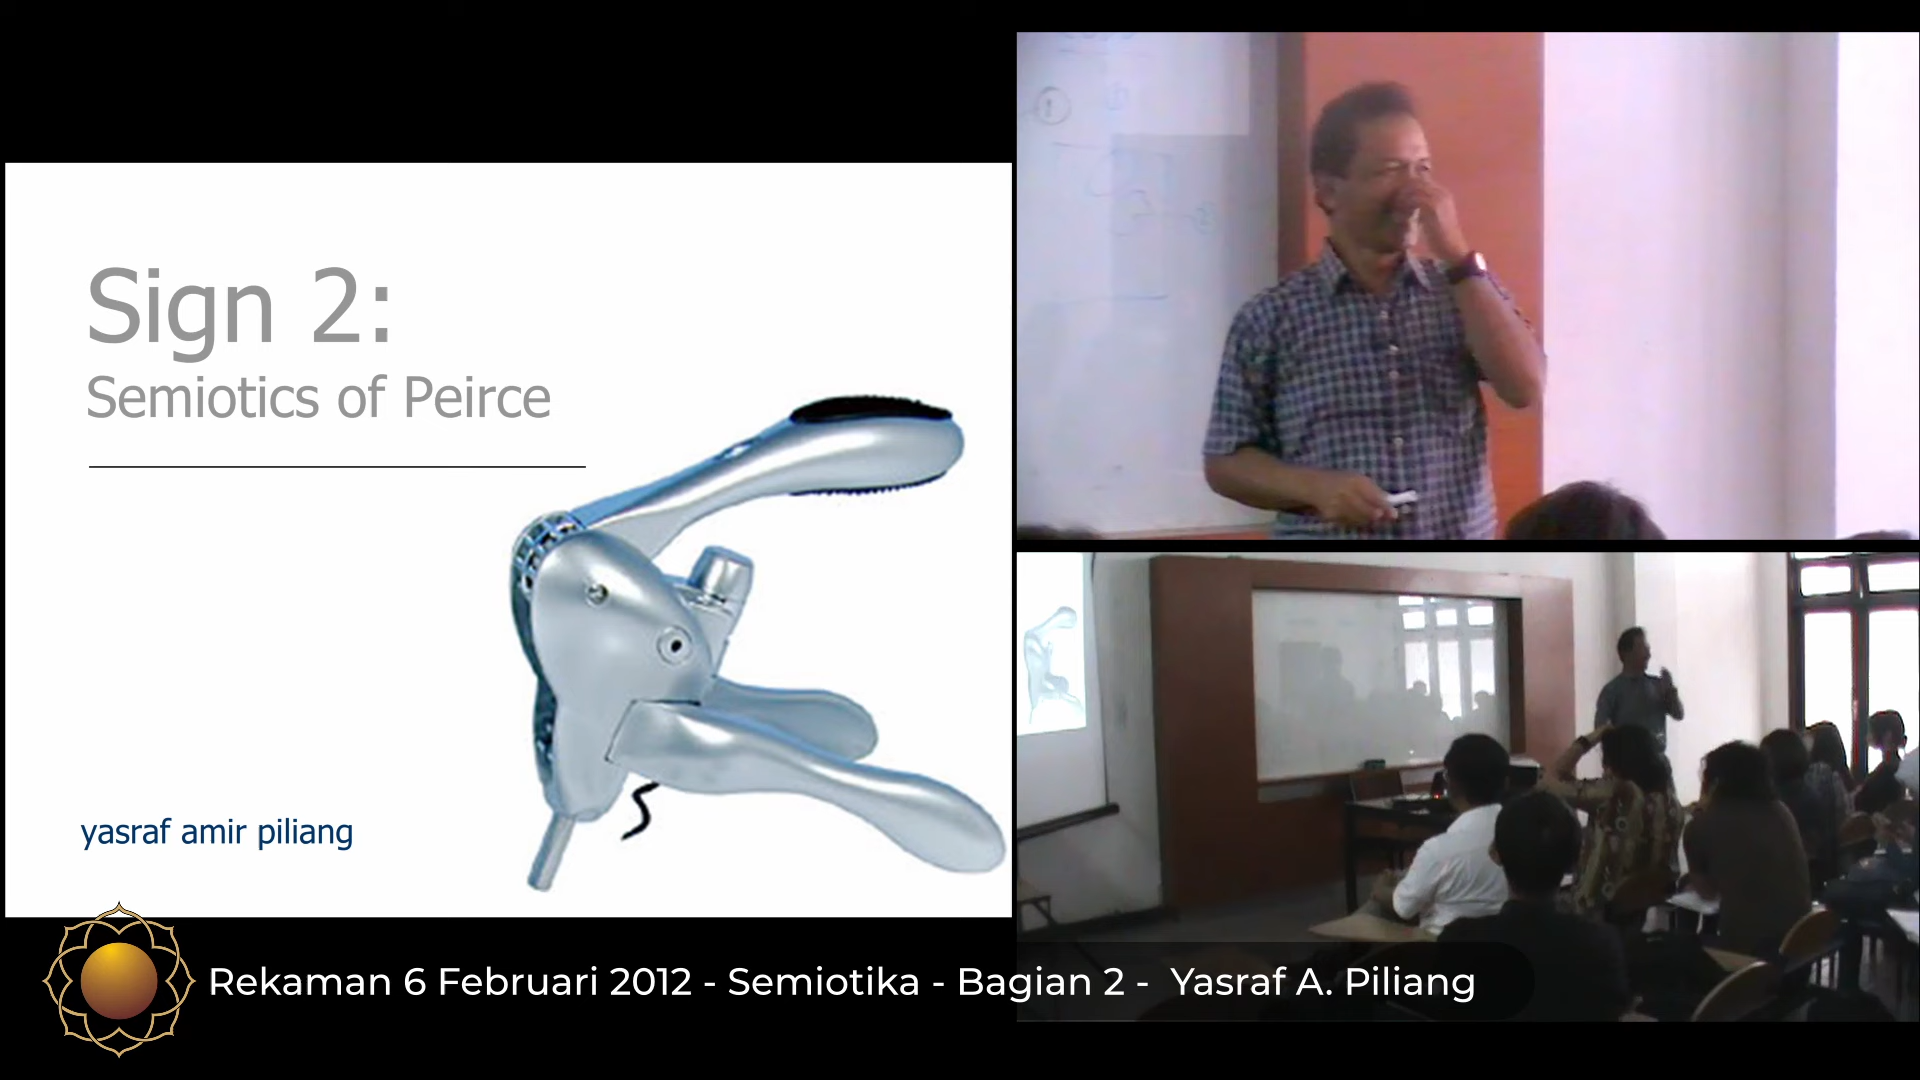 Sign 2:
Semiotics of Peirce
yasraf amir piliang
Rekaman 6 Februari 2012 - Semiotika - Bagian 2 - Yasraf A. Piliang